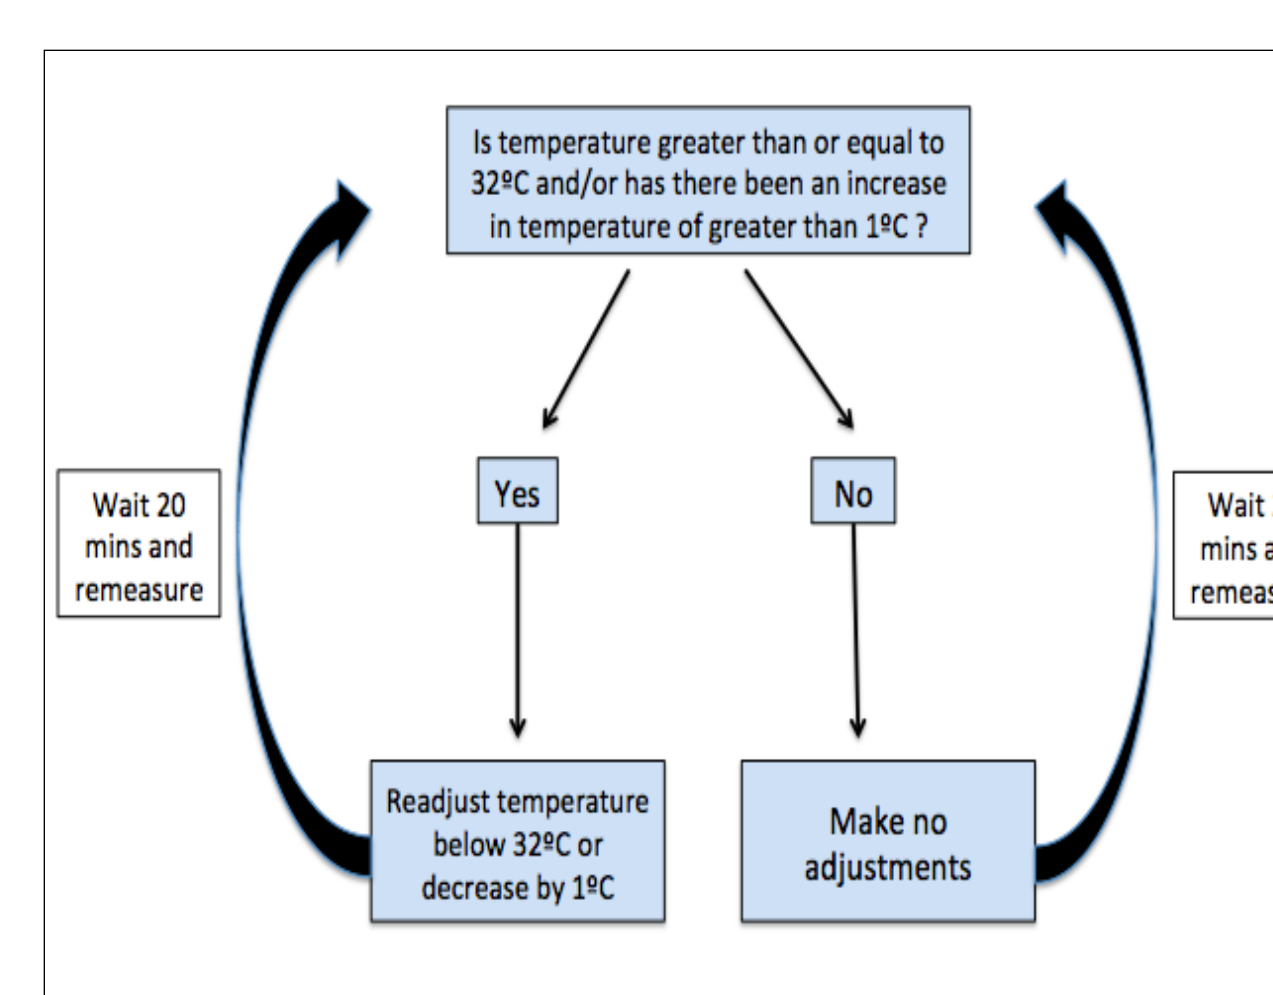 Is temperature greater than or equal to
32ºC and/or has there been an increase
in temperature of greater than 1ºC ?
Yes
No
Wait 20
mins and
remeasure
Wait
mins
Readjust temperature
below 32ºC or
decrease by 1ºC
Make no
adjustments